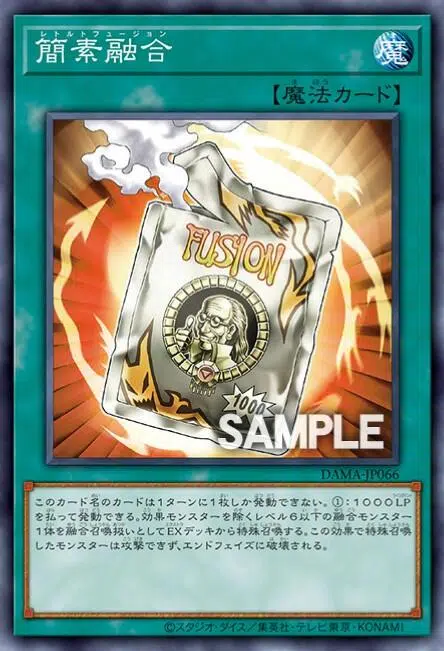 レトルトフュージョン
簡素融合
魔
まほう
【魔法カード】
FUSION
1000
SAMPLE
DAMA-JP066
このカード名のカードは1ターンに1枚しか発動できない。①：1000LP
を払って発動できる。効果モンスターを除くレベル6以下の融合モンスター
1体を融合召喚扱いとしてEXデッキから特殊召喚する。この効果で特殊召喚
したモンスターは攻撃できず、エンドフェイズに破壊される。
©スタジオ・ダイス／集英社・テレビ東京・KONAMI